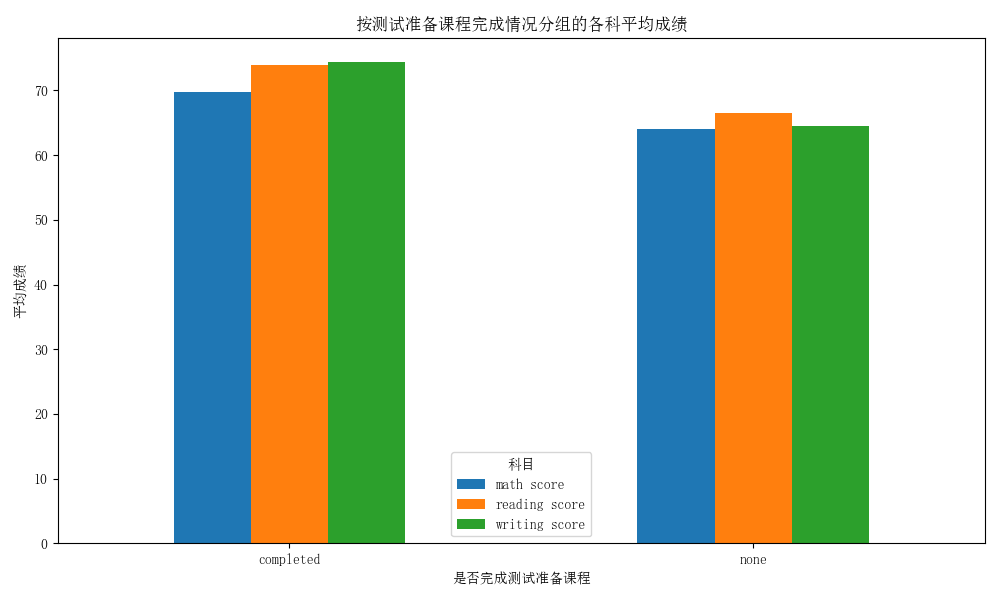 按测试准备课程完成情况分组的各科平均成绩
平均成绩
70
60
50
40
30
20
10
0
科目
math score
reading score
writing score
completed
none
是否完成测试准备课程